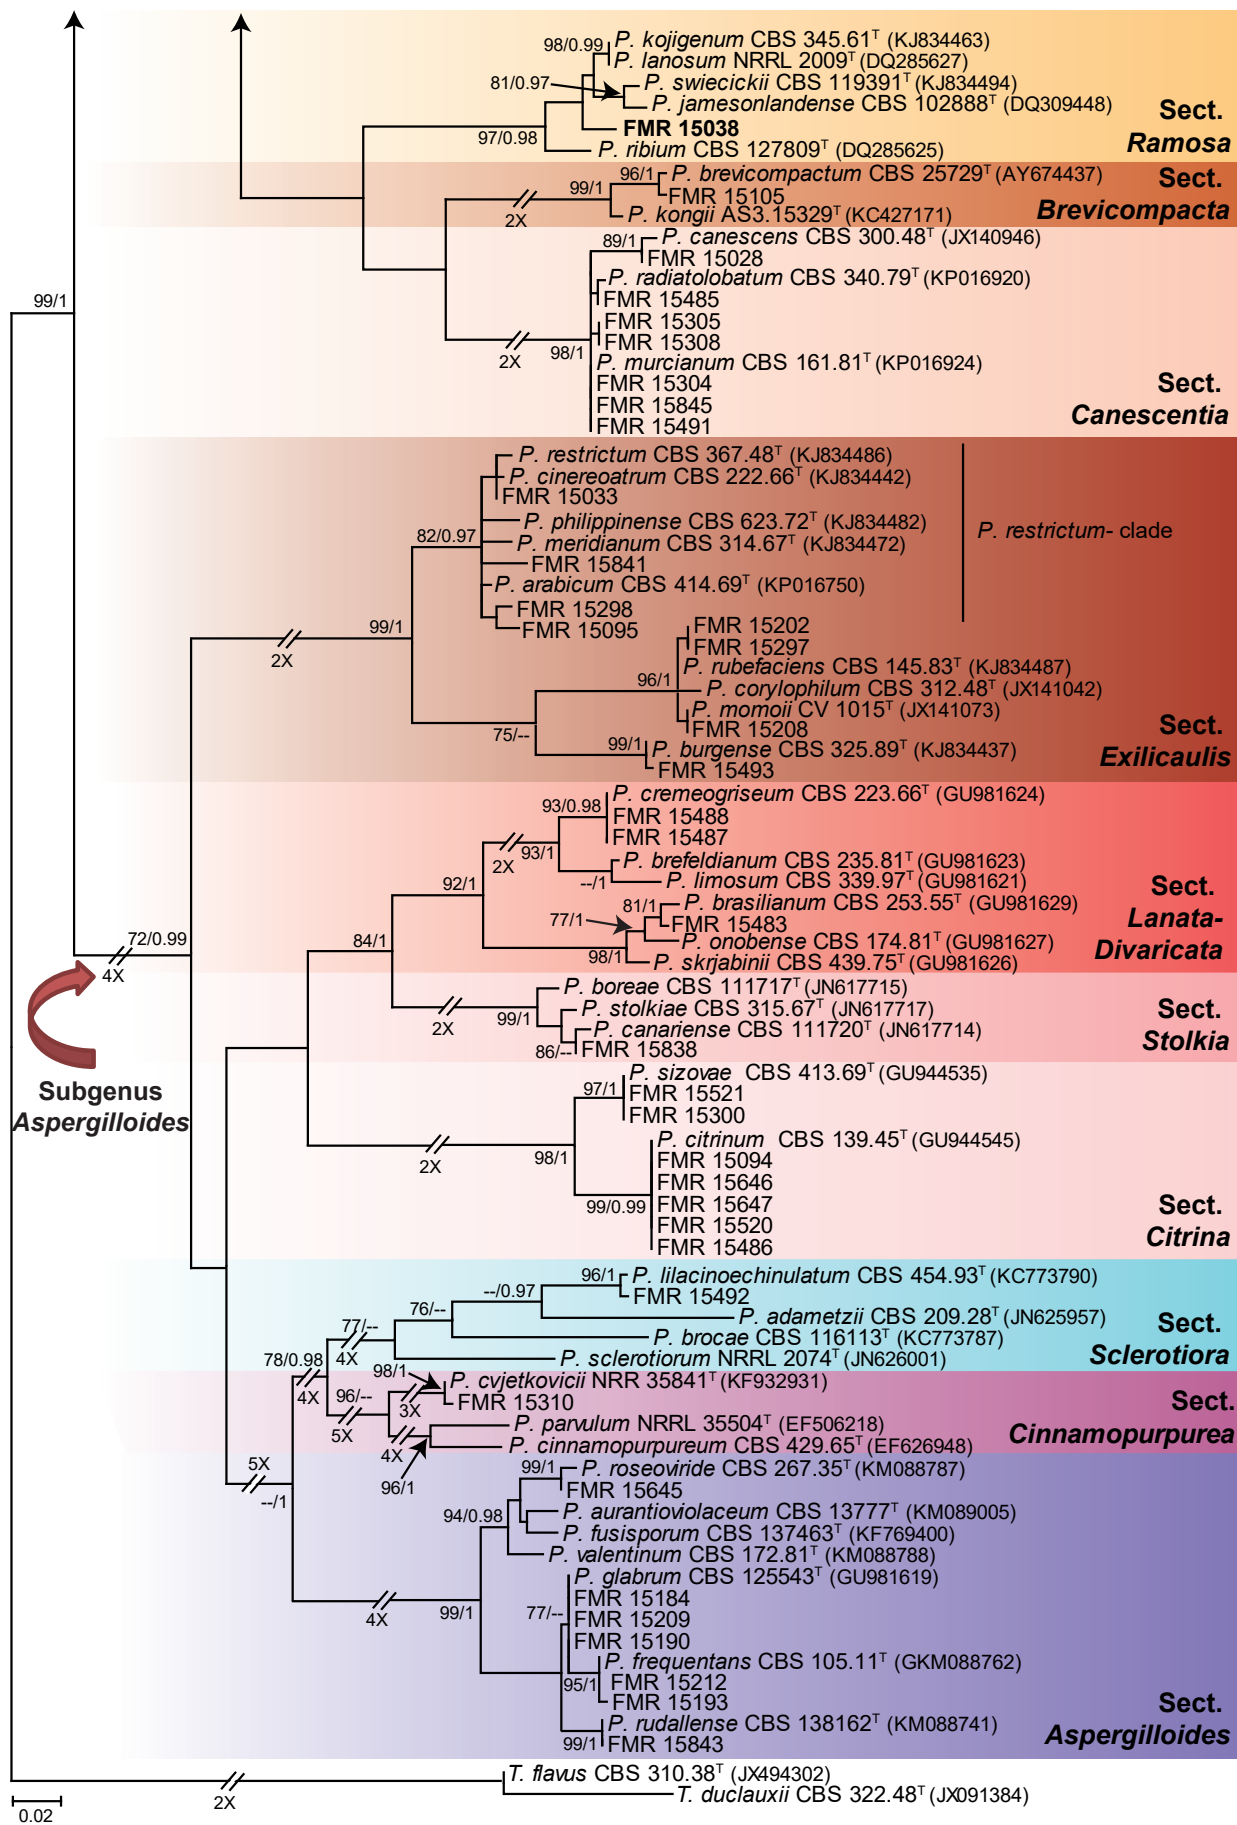 98/0.99
P. kojigenum CBS 345.61T (KJ834463)
P. lanosum NRRL 2009T (DQ285627)
81/0.97
P. swiecickii CBS 119391T (KJ834494)
P. jamesonlandense CBS 102888T (DQ309448)
FMR 15038
97/0.98
P. ribium CBS 127809T (DQ285625)
Sect.
Ramosa
96/1
P. brevicompactum CBS 25729T (AY674437)
99/1
FMR 15105
2X
P. kongii AS3.15329T (KC427171)
Sect.
Brevicompacta
89/1
P. canescens CBS 300.48T (JX140946)
FMR 15028
P. radiatolobatum CBS 340.79T (KP016920)
FMR 15485
99/1
FMR 15305
FMR 15308
98/1
2X
P. murcianum CBS 161.81T (KP016924)
FMR 15304
FMR 15845
FMR 15491
Sect.
Canescentia
P. restrictum CBS 367.48T (KJ834486)
P. cinereoatrum CBS 222.66T (KJ834442)
FMR 15033
P. philippinense CBS 623.72T (KJ834482)
P. restrictum- clade
82/0.97
P. meridianum CBS 314.67T (KJ834472)
FMR 15841
P. arabicum CBS 414.69T (KP016750)
FMR 15298
FMR 15095
99/1
2X
FMR 15202
FMR 15297
P. rubefaciens CBS 145.83T (KJ834487)
96/1
P. corylophilum CBS 312.48T (JX141042)
P. momoii CV 1015T (JX141073)
FMR 15208
75/--
99/1
P. burgense CBS 325.89T (KJ834437)
FMR 15493
Sect.
Exilicaulis
P. cremeogriseum CBS 223.66T (GU981624)
93/0.98
FMR 15488
FMR 15487
2X
93/1
P. brefeldianum CBS 235.81T (GU981623)
--/1
P. limosum CBS 339.97T (GU981621)
92/1
81/1
P. brasilianum CBS 253.55T (GU981629)
77/1
FMR 15483
P. onobense CBS 174.81T (GU981627)
98/1
P. skrjabinii CBS 439.75T (GU981626)
Sect.
Lanata-
Divaricata
72/0.99
4X
84/1
P. boreae CBS 111717T (JN617715)
2X
99/1
P. stolkiae CBS 315.67T (JN617717)
P. canariense CBS 111720T (JN617714)
86/--
FMR 15838
Sect.
Stolkia
Subgenus
Aspergilloides
P. sizovae CBS 413.69T (GU944535)
97/1
FMR 15521
FMR 15300
2X
98/1
P. citrinum CBS 139.45T (GU944545)
FMR 15094
FMR 15646
99/0.99
FMR 15647
FMR 15520
FMR 15486
Sect.
Citrina
96/1
P. lilacinoechinulatum CBS 454.93T (KC773790)
--/0.97
FMR 15492
76/--
P. adametzii CBS 209.28T (JN625957)
77/--
4X
P. brocae CBS 116113T (KC773787)
P. sclerotiorum NRRL 2074T (JN626001)
Sect.
Sclerotiora
78/0.98
4X
98/1
P. cvjetkovicii NRR 35841T (KF932931)
96/--
3X
FMR 15310
5X
P. parvulum NRRL 35504T (EF506218)
4X
P. cinnamopurpureum CBS 429.65T (EF626948)
96/1
Sect.
Cinnamopurpurea
5X
--/1
99/1
P. roseoviride CBS 267.35T (KM088787)
FMR 15645
94/0.98
P. aurantioviolaceum CBS 13777T (KM089005)
P. fusisporum CBS 137463T (KF769400)
P. valentinum CBS 172.81T (KM088788)
P. glabrum CBS 125543T (GU981619)
4X
99/1
77/--
FMR 15184
FMR 15209
FMR 15190
P. frequentans CBS 105.11T (GKM088762)
95/1
FMR 15212
FMR 15193
P. rudallense CBS 138162T (KM088741)
99/1
FMR 15843
Sect.
Aspergilloides
T. flavus CBS 310.38T (JX494302)
2X
T. duclauxii CBS 322.48T (JX091384)
0.02